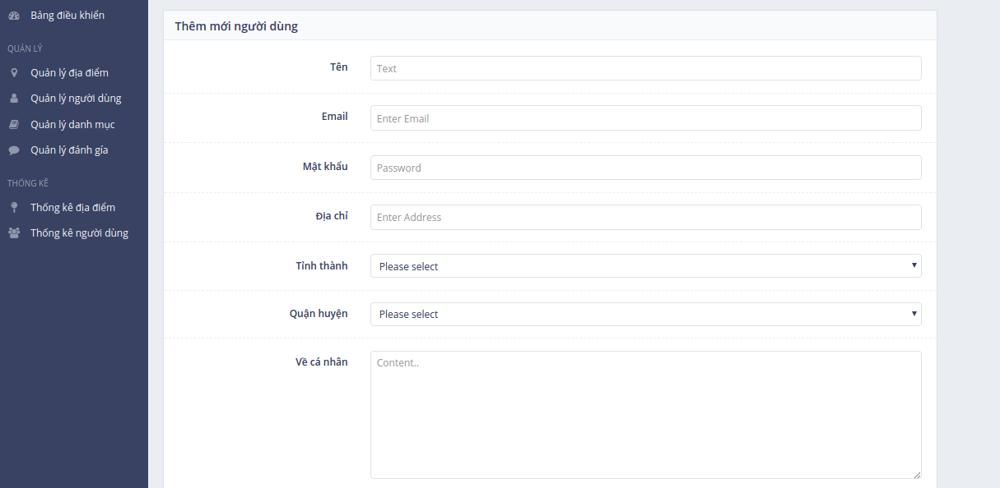 Bảng điều khiển
QUẢN LÝ
Quản lý địa điểm
Quản lý người dùng
Quản lý danh mục
Quản lý đánh gía
THỐNG KÊ
Thống kê địa điểm
Thống kê người dùng
Thêm mới người dùng
Tên
Text
Email
Enter Email
Mật khẩu
Password
Địa chỉ
Enter Address
Tỉnh thành
Please select
Quận huyện
Please select
Về cá nhân
Content..